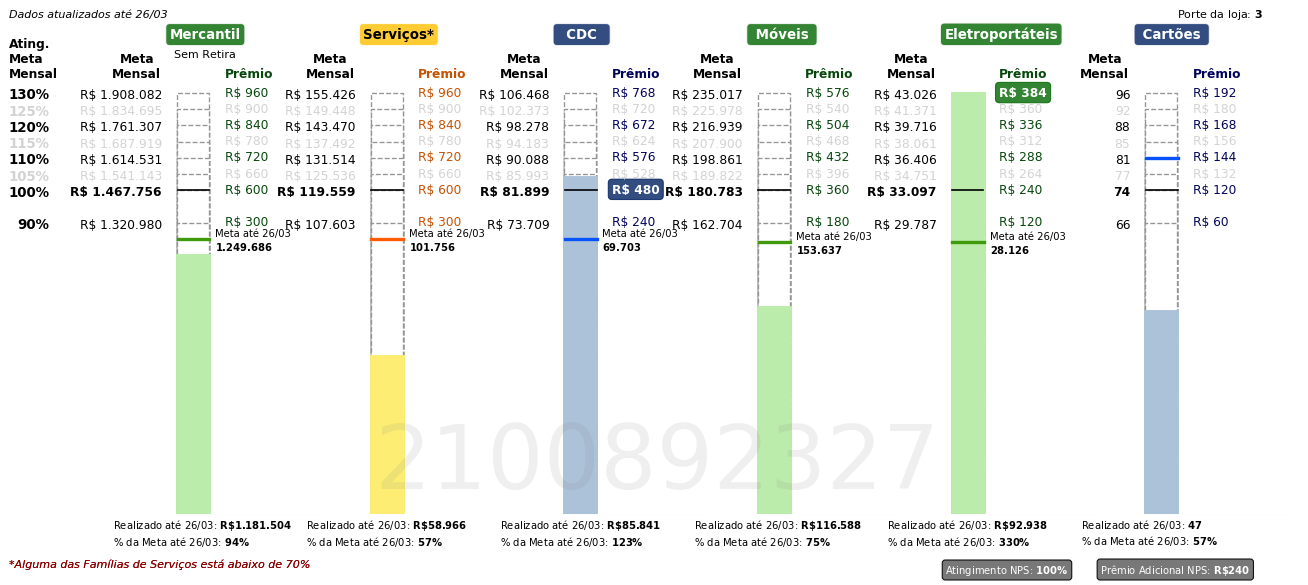 Dados atualizados até 26/03
Porte da loja: 3
Mercantil
Serviços*
CDC
Móveis
Eletroportáteis
Cartões
Sem Retira
Ating. Meta Mensal
Meta Mensal Prêmio Meta Mensal Prêmio Meta Mensal Prêmio Meta Mensal Prêmio Meta Mensal Prêmio Meta Mensal Prêmio
130% R$ 1.908.082 R$ 960 R$ 155.426 R$ 960 R$ 106.468 R$ 768 R$ 235.017 R$ 576 R$ 43.026 R$ 384 96 R$ 192
125% R$ 1.834.695 R$ 900 R$ 149.448 R$ 900 R$ 102.373 R$ 720 R$ 225.978 R$ 540 R$ 41.371 R$ 360 92 R$ 180
120% R$ 1.761.307 R$ 840 R$ 143.470 R$ 840 R$ 98.278 R$ 672 R$ 216.939 R$ 504 R$ 39.716 R$ 336 88 R$ 168
115% R$ 1.687.919 R$ 780 R$ 137.492 R$ 780 R$ 94.183 R$ 624 R$ 207.900 R$ 468 R$ 38.061 R$ 312 85 R$ 156
110% R$ 1.614.531 R$ 720 R$ 131.514 R$ 720 R$ 90.088 R$ 576 R$ 198.861 R$ 432 R$ 36.406 R$ 288 81 R$ 144
105% R$ 1.541.143 R$ 660 R$ 125.536 R$ 660 R$ 85.993 R$ 528 R$ 189.822 R$ 396 R$ 34.751 R$ 264 77 R$ 132
100% R$ 1.467.756 R$ 600 R$ 119.559 R$ 600 R$ 81.899 R$ 480 R$ 180.783 R$ 360 R$ 33.097 R$ 240 74 R$ 120
90% R$ 1.320.980 R$ 300 R$ 107.603 R$ 300 R$ 73.709 R$ 240 R$ 162.704 R$ 180 R$ 29.787 R$ 120 66 R$ 60
Meta até 26/03
1.249.686
Meta até 26/03
101.756
Meta até 26/03
69.703
Meta até 26/03
153.637
Meta até 26/03
28.126
2100892327
Realizado até 26/03: R$1.181.504
% da Meta até 26/03: 94%
Realizado até 26/03: R$58.966
% da Meta até 26/03: 57%
Realizado até 26/03: R$85.841
% da Meta até 26/03: 123%
Realizado até 26/03: R$116.588
% da Meta até 26/03: 75%
Realizado até 26/03: R$92.938
% da Meta até 26/03: 330%
Realizado até 26/03: 47
% da Meta até 26/03: 57%
*Alguma das Famílias de Serviços está abaixo de 70%
Atingimento NPS: 100%
Prêmio Adicional NPS: R$240